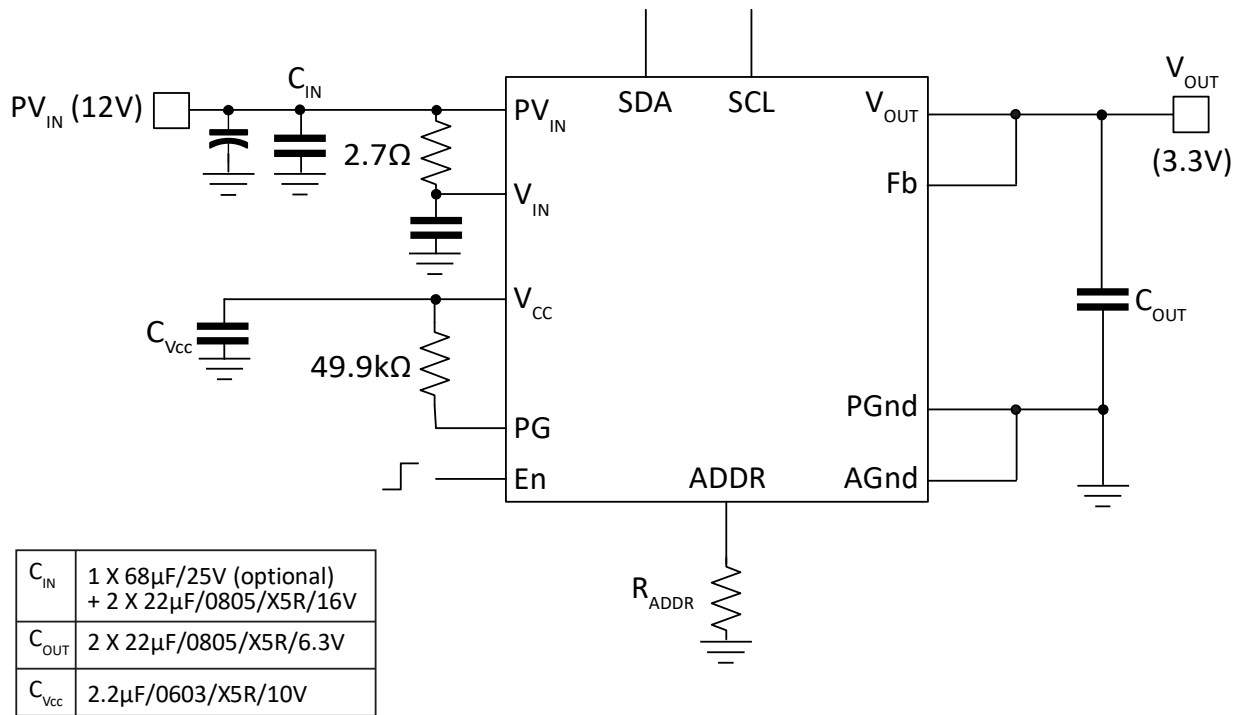 C_IN
PV_IN (12V)
PV_IN
SDA
SCL
V_OUT
V_OUT
(3.3V)
2.7Ω
Fb
V_IN
V_CC
C_Vcc
C_OUT
49.9kΩ
PG
PGnd
En
ADDR
AGnd
R_ADDR
C_IN 1 X 68µF/25V (optional)
+ 2 X 22µF/0805/X5R/16V
C_OUT 2 X 22µF/0805/X5R/6.3V
C_Vcc 2.2µF/0603/X5R/10V